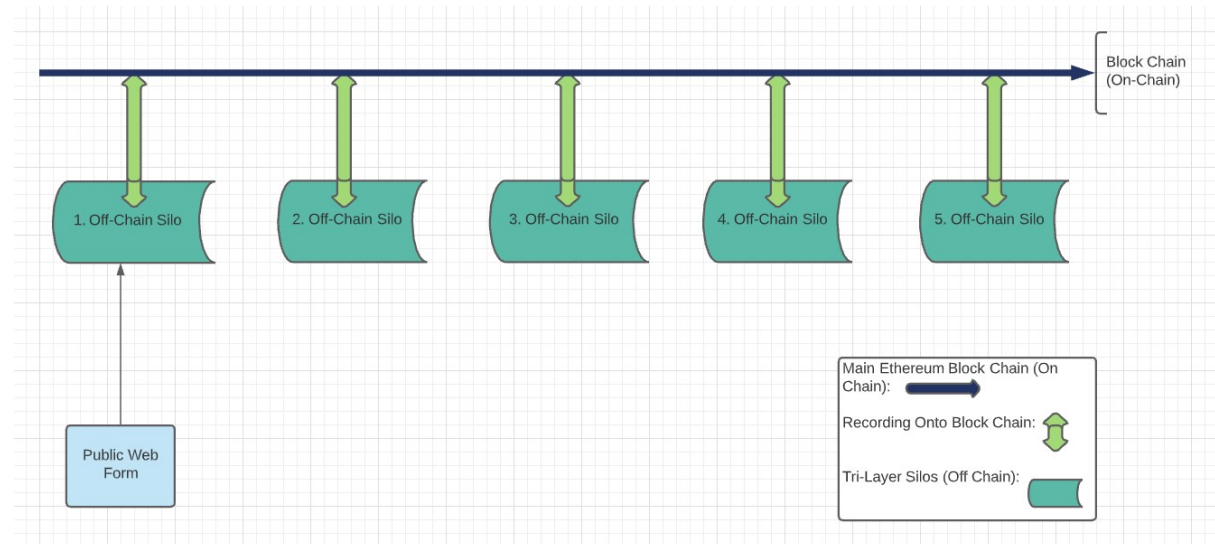 Block Chain
(On-Chain)
1. Off-Chain Silo
2. Off-Chain Silo
3. Off-Chain Silo
4. Off-Chain Silo
5. Off-Chain Silo
Public Web
Form
Main Ethereum Block Chain (On
Chain):
Recording Onto Block Chain:
Tri-Layer Silos (Off Chain):